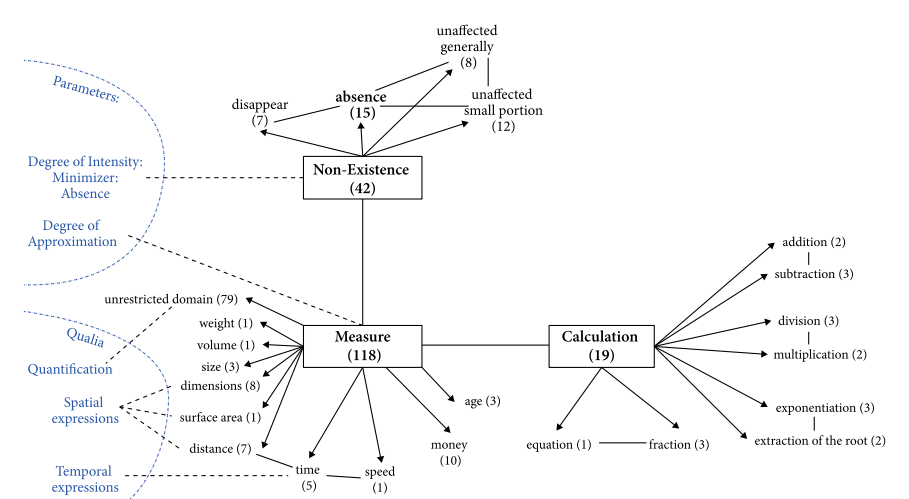 Parameters:
Degree of Intensity:
Minimizer:
Absence
Degree of
Approximation
Qualia
Quantification
Spatial
expressions
Temporal
expressions
unaffected
generally
(8)
disappear
(7)
absence
(15)
unaffected
small portion
(12)
Non-Existence
(42)
unrestricted domain (79)
weight (1)
volume (1)
size (3)
dimensions (8)
surface area (1)
distance (7)
time
(5)
speed
(1)
money
(10)
age (3)
Measure
(118)
Calculation
(19)
addition (2)
subtraction (3)
division (3)
multiplication (2)
exponentiation (3)
extraction of the root (2)
equation (1)
fraction (3)